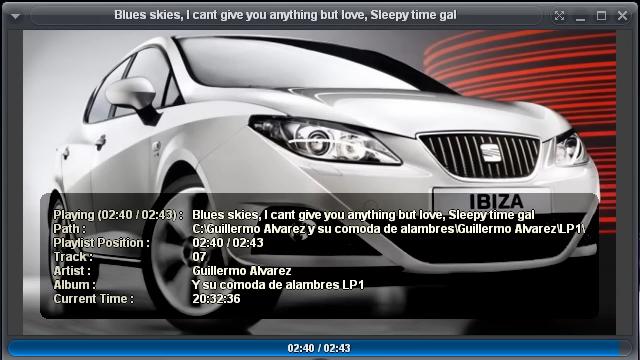 Blues skies, I cant give you anything but love, Sleepy time gal
IBIZA
Playing (02:40 / 02:43) : Blues skies, I cant give you anything but love, Sleepy time gal
Path : C:\Guillermo Alvarez y su comoda de alambres\Guillermo Alvarez\LP1\
Playlist Position : 02:40 / 02:43
Track : 07
Artist : Guillermo Alvarez
Album : Y su comoda de alambres LP1
Current Time : 20:32:36
02:40 / 02:43